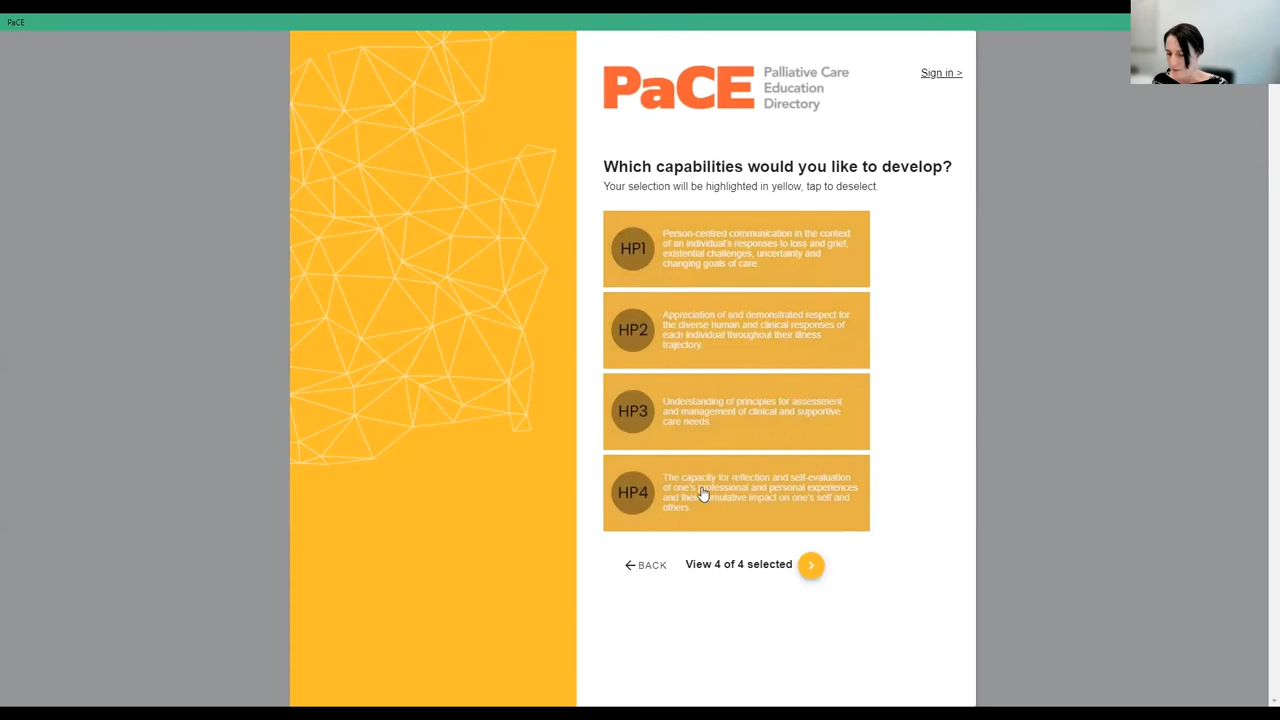 PaCE
PaCE
Palliative Care
Education
Directory
Sign in >
Which capabilities would you like to develop?
Your selection will be highlighted in yellow, tap to deselect.
HP1
Person-centred communication in the context
of an individual's responses to loss and grief,
existential challenges, uncertainty and
changing goals of care.
HP2
Appreciation of and demonstrated respect for
the diverse human and clinical responses of
each individual throughout their illness
trajectory.
HP3
Understanding of principles for assessment
and management of clinical and supportive
care needs.
HP4
The capacity for reflection and self-evaluation
of one's professional and personal experiences
and their cumulative impact on one's self and
others.
BACK
View 4 of 4 selected